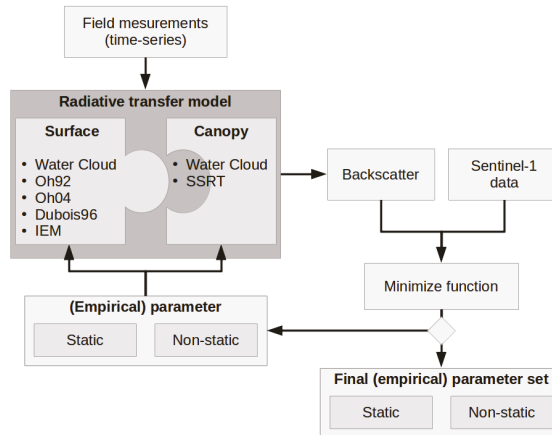 Field mesurements
(time-series)
Radiative transfer model
Surface
• Water Cloud
• Oh92
• Oh04
• Dubois96
• IEM
Canopy
• Water Cloud
• SSRT
Backscatter
Sentinel-1
data
Minimize function
(Empirical) parameter
Static
Non-static
Final (empirical) parameter set
Static
Non-static